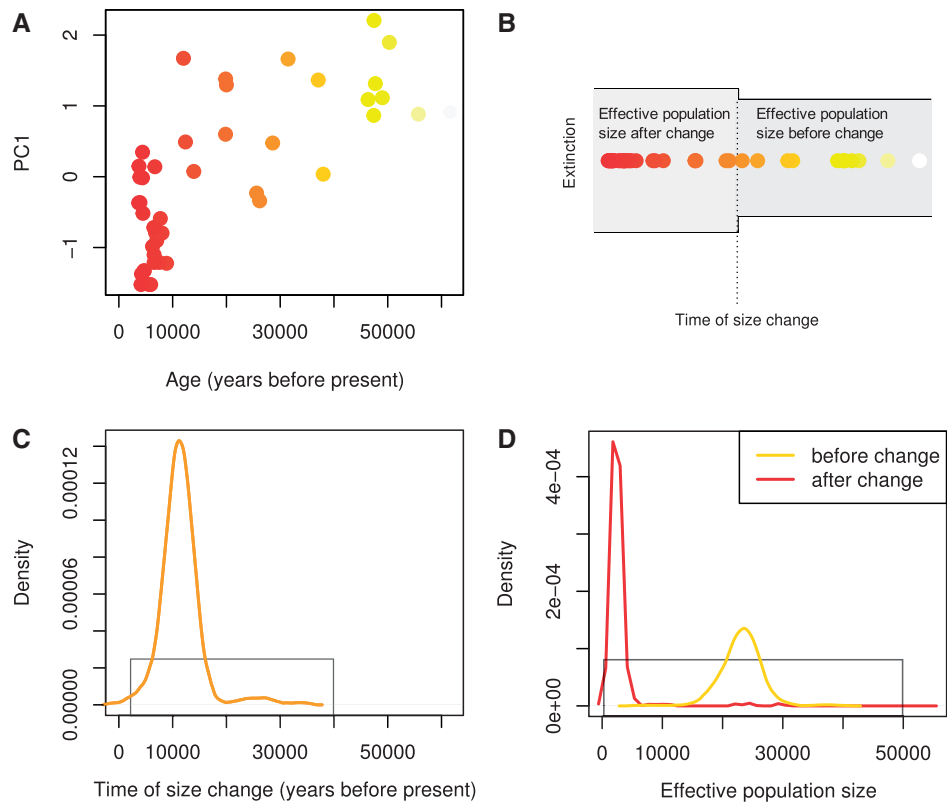 A
2
1
0
−1
PC1
0 10000 30000 50000
Age (years before present)
B
Extinction
Effective population
size after change
Effective population
size before change
Time of size change
C
0.00012
0.00006
0.00000
Density
0 10000 30000 50000
Time of size change (years before present)
D
before change
after change
4e−04
2e−04
0e+00
Density
0 10000 30000 50000
Effective population size